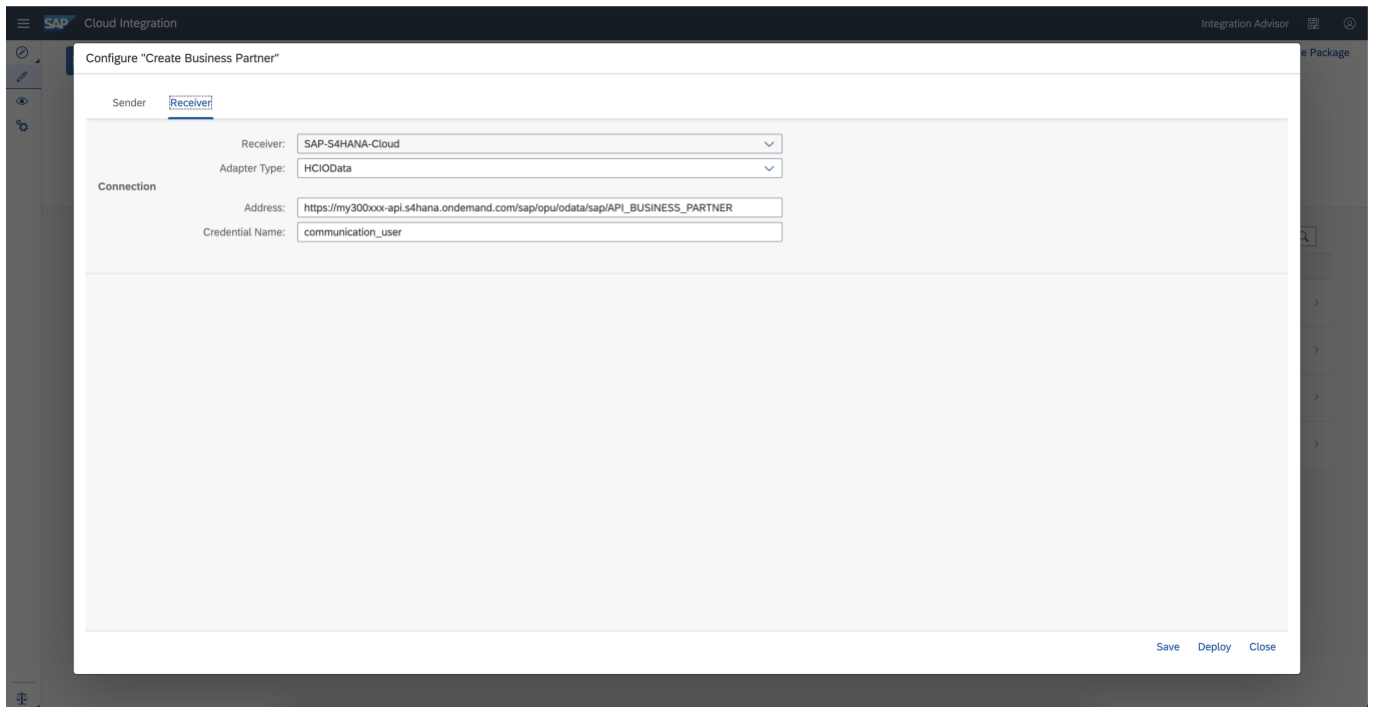 SAP Cloud Integration Integration Advisor
e Package
Configure "Create Business Partner"
Sender Receiver
Receiver: SAP-S4HANA-Cloud
Adapter Type: HCIOData
Connection
Address: https://my300xxx-api.s4hana.ondemand.com/sap/opu/odata/sap/API_BUSINESS_PARTNER
Credential Name: communication_user
Save Deploy Close